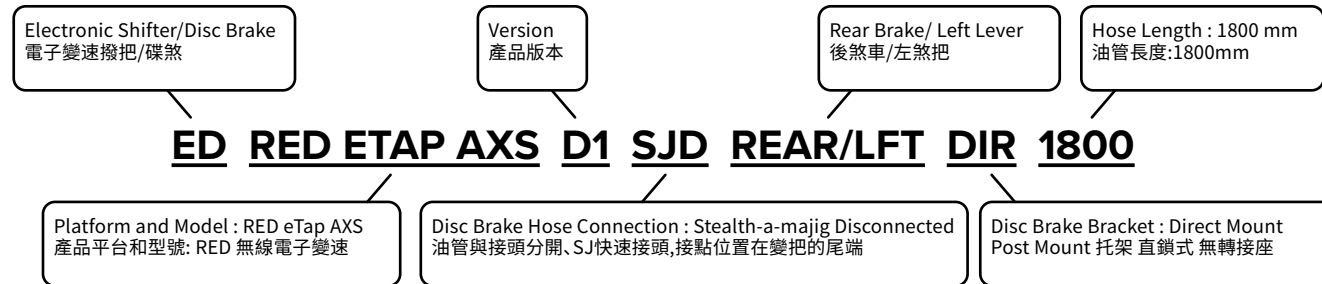 Electronic Shifter/Disc Brake
電子變速撥把/碟煞
Version
產品版本
Rear Brake/ Left Lever
後煞車/左煞把
Hose Length : 1800 mm
油管長度:1800mm
ED RED ETAP AXS D1 SJD REAR/LFT DIR 1800
Platform and Model : RED eTap AXS
產品平台和型號: RED 無線電子變速
Disc Brake Hose Connection : Stealth-a-majig Disconnected
油管與接頭分開、SJ快速接頭,接點位置在變把的尾端
Disc Brake Bracket : Direct Mount
Post Mount 托架 直鎖式 無轉接座